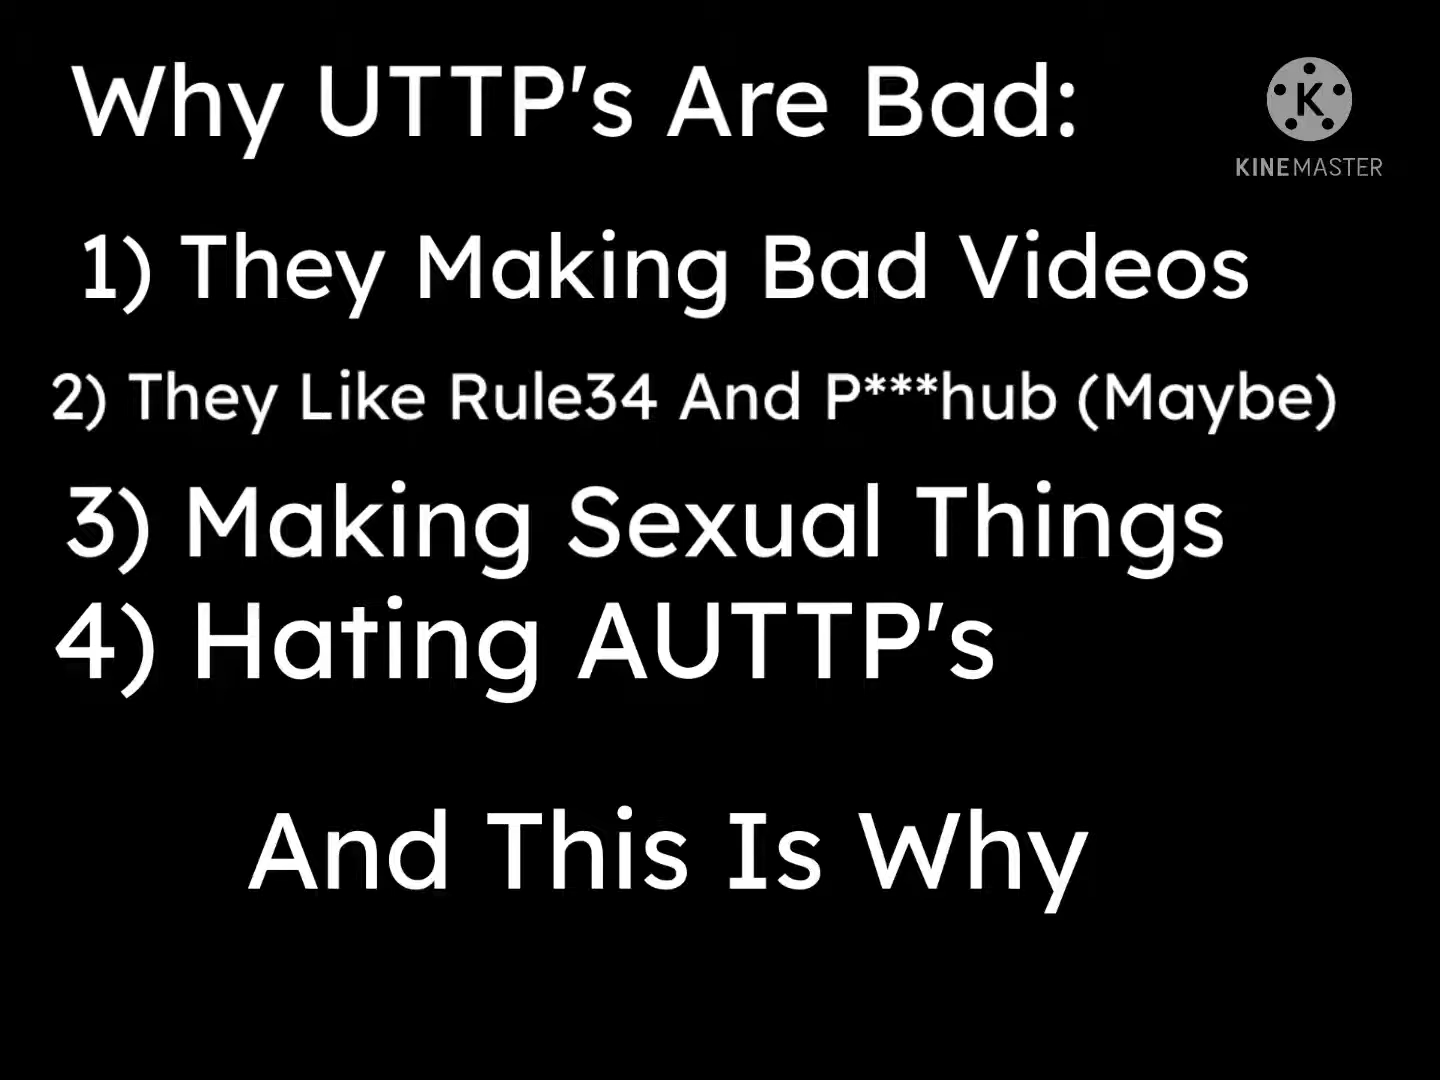 Why UTTP's Are Bad:
KINEMASTER
1) They Making Bad Videos
2) They Like Rule34 And P***hub (Maybe)
3) Making Sexual Things
4) Hating AUTTP's
And This Is Why